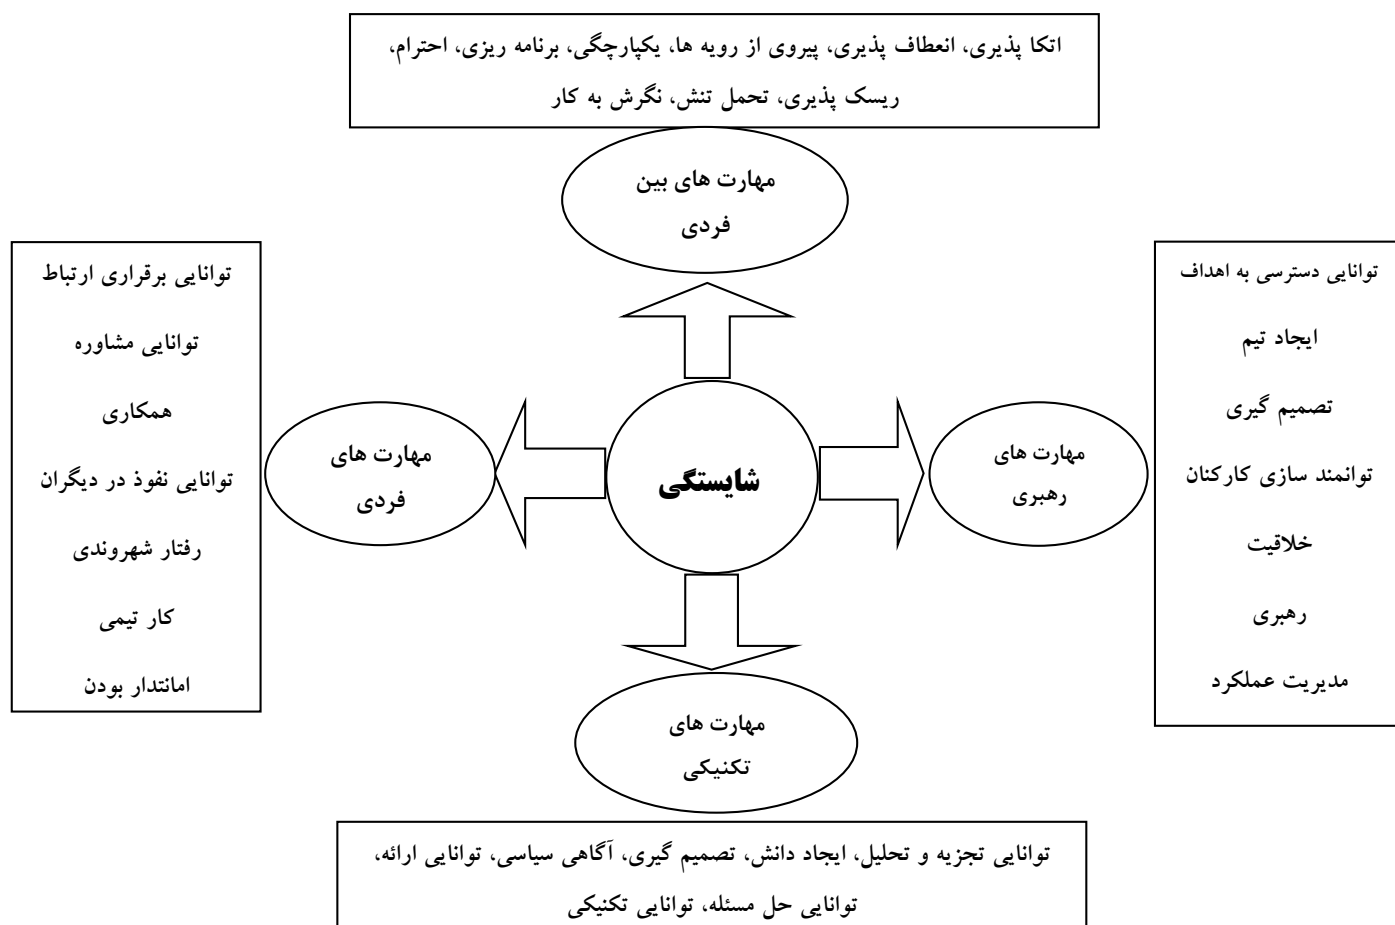 اتکا پذیری، انعطاف پذیری، پیروی از رویه ها، یکپارچگی، برنامه ریزی، احترام،
ریسک پذیری، تحمل تنش، نگرش به کار
مهارت های بین
فردی
توانایی دسترسی به اهداف
ایجاد تیم
تصمیم گیری
توانمند سازی کارکنان
خلاقیت
رهبری
مدیریت عملکرد
مهارت های
رهبری
شایستگی
مهارت های
فردی
توانایی برقراری ارتباط
توانایی مشاوره
همکاری
توانایی نفوذ در دیگران
رفتار شهروندی
کار تیمی
امانتدار بودن
مهارت های
تکنیکی
توانایی تجزیه و تحلیل، ایجاد دانش، تصمیم گیری، آگاهی سیاسی، توانایی ارائه،
توانایی حل مسئله، توانایی تکنیکی